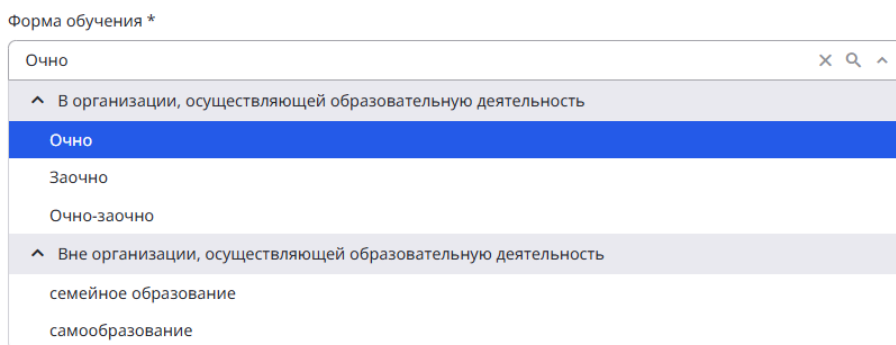 Форма обучения *
Очно
В организации, осуществляющей образовательную деятельность
Очно
Заочно
Очно-заочно
Вне организации, осуществляющей образовательную деятельность
семейное образование
самообразование